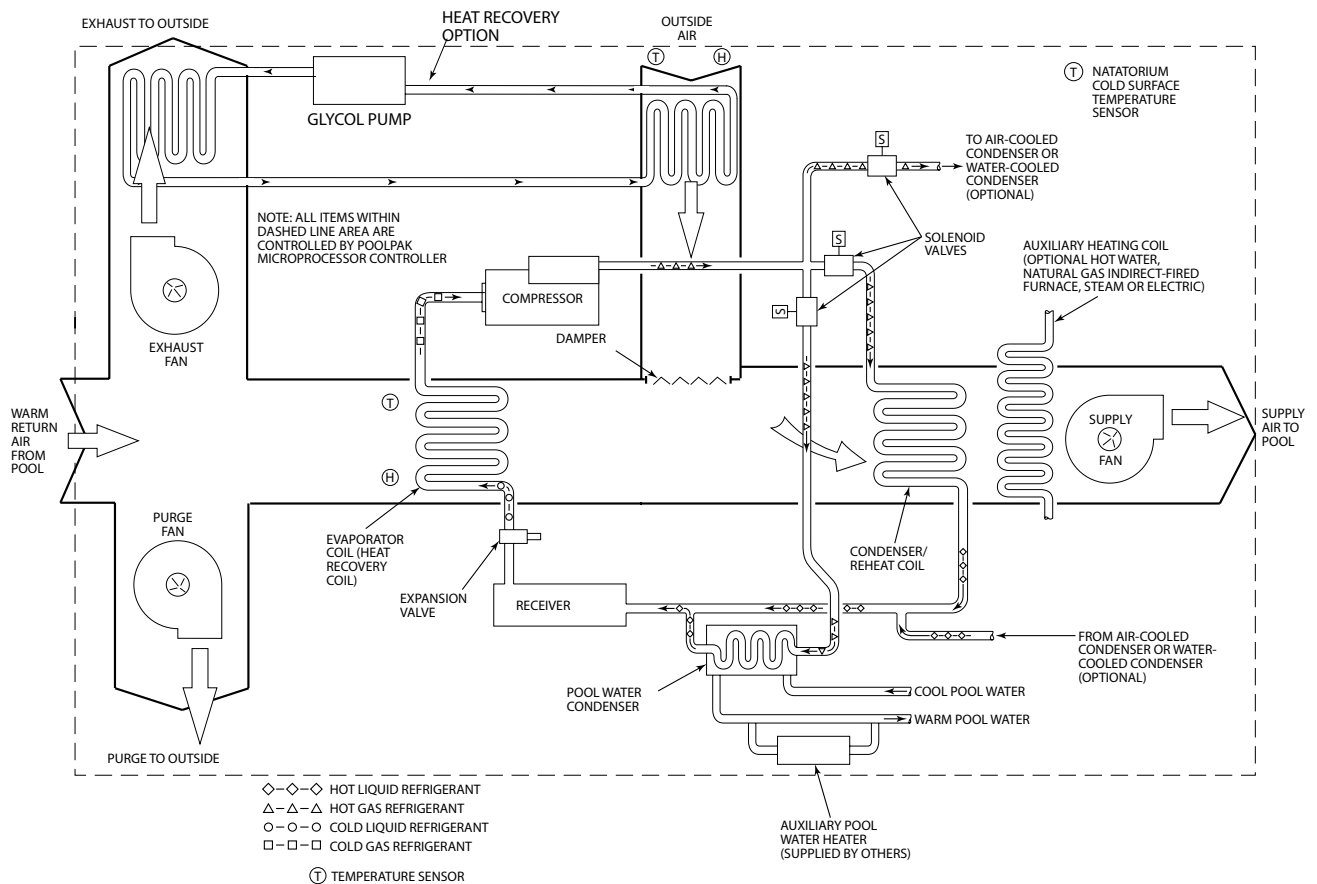 EXHAUST TO OUTSIDE
HEAT RECOVERY
OPTION
OUTSIDE
AIR
T
H
T
NATATORIUM
COLD SURFACE
TEMPERATURE
SENSOR
GLYCOL PUMP
S
TO AIR-COOLED
CONDENSER OR
WATER-COOLED
CONDENSER
(OPTIONAL)
NOTE: ALL ITEMS WITHIN
DASHED LINE AREA ARE
CONTROLLED BY POOLPAK
MICROPROCESSOR CONTROLLER
S
SOLENOID
VALVES
AUXILIARY HEATING COIL
(OPTIONAL HOT WATER,
NATURAL GAS INDIRECT-FIRED
FURNACE, STEAM OR ELECTRIC)
COMPRESSOR
S
EXHAUST
FAN
DAMPER
WARM
RETURN
AIR
FROM
POOL
T
H
SUPPLY
FAN
SUPPLY
AIR TO
POOL
PURGE
FAN
EVAPORATOR
COIL (HEAT
RECOVERY
COIL)
EXPANSION
VALVE
RECEIVER
CONDENSER/
REHEAT COIL
FROM AIR-COOLED
CONDENSER OR WATER-
COOLED CONDENSER
(OPTIONAL)
POOL WATER
CONDENSER
COOL POOL WATER
WARM POOL WATER
PURGE TO OUTSIDE
HOT LIQUID REFRIGERANT
HOT GAS REFRIGERANT
COLD LIQUID REFRIGERANT
COLD GAS REFRIGERANT
T TEMPERATURE SENSOR
AUXILIARY POOL
WATER HEATER
(SUPPLIED BY OTHERS)